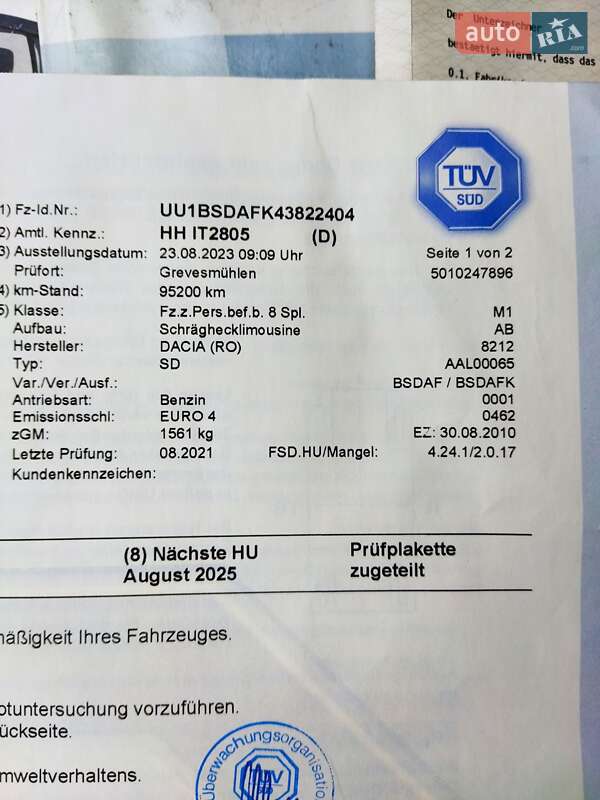 Der Unterzeichner
bestaetigt hiermit, dass das
0.1.
auto RIA.com
TÜV
SÜD
1) Fz-Id.Nr.: UU1BSDAFK43822404
2) Amtl. Kennz.: HH IT2805 (D)
3) Ausstellungsdatum: 23.08.2023 09:09 Uhr Seite 1 von 2
Prüfort: Grevesmühlen 5010247896
4) km-Stand: 95200 km
5) Klasse: Fz.z.Pers.bef.b. 8 Spl. M1
Aufbau: Schräghecklimousine AB
Hersteller: DACIA (RO) 8212
Typ: SD AAL00065
Var./Ver./Ausf.: BSDAF / BSDAFK
Antriebsart: Benzin 0001
Emissionsschl: EURO 4 0462
zGM: 1561 kg EZ: 30.08.2010
Letzte Prüfung: 08.2021 FSD.HU/Mangel: 4.24.1/2.0.17
Kundenkennzeichen:
(8) Nächste HU Prüfplakette
August 2025 zugeteilt
mäßigkeit Ihres Fahrzeuges.
otuntersuchung vorzuführen.
ückseite.
mweltverhaltens.
Überwachungsorganisation
TÜV